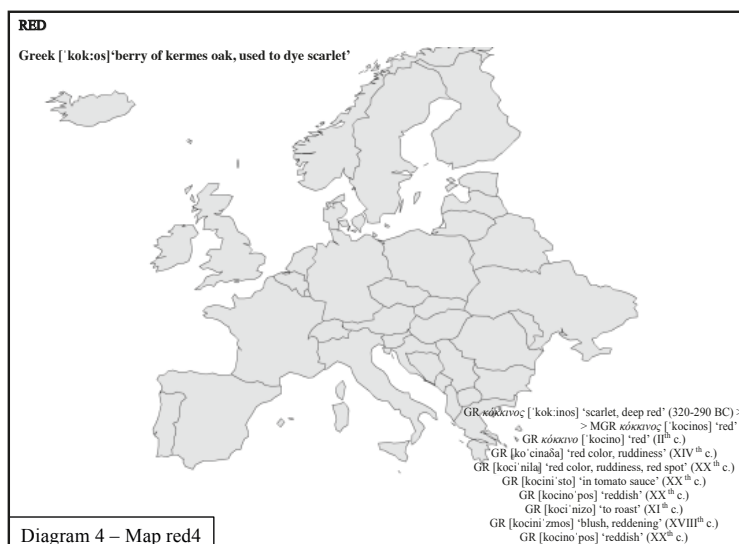 RED
Greek [ˈkok:os]‘berry of kermes oak, used to dye scarlet’
GR κόκκινος [ˈkok:inos] ‘scarlet, deep red’ (320-290 BC) >
> MGR κόκκινος [ˈkocinos] ‘red’
GR κόκκινο [ˈkocino] ‘red’ (IIth c.)
GR [koˈcinaða] ‘red color, ruddiness’ (XIVth c.)
GR [kociˈnila] ‘red color, ruddiness, red spot’ (XXth c.)
GR [kociniˈsto] ‘in tomato sauce’ (XXth c.)
GR [kocinoˈpos] ‘reddish’ (XXth c.)
GR [kociˈnizo] ‘to roast’ (XIth c.)
GR [kociniˈzmos] ‘blush, reddening’ (XVIIIth c.)
GR [kocinoˈpos] ‘reddish’ (XXth c.)
Diagram 4 – Map red4